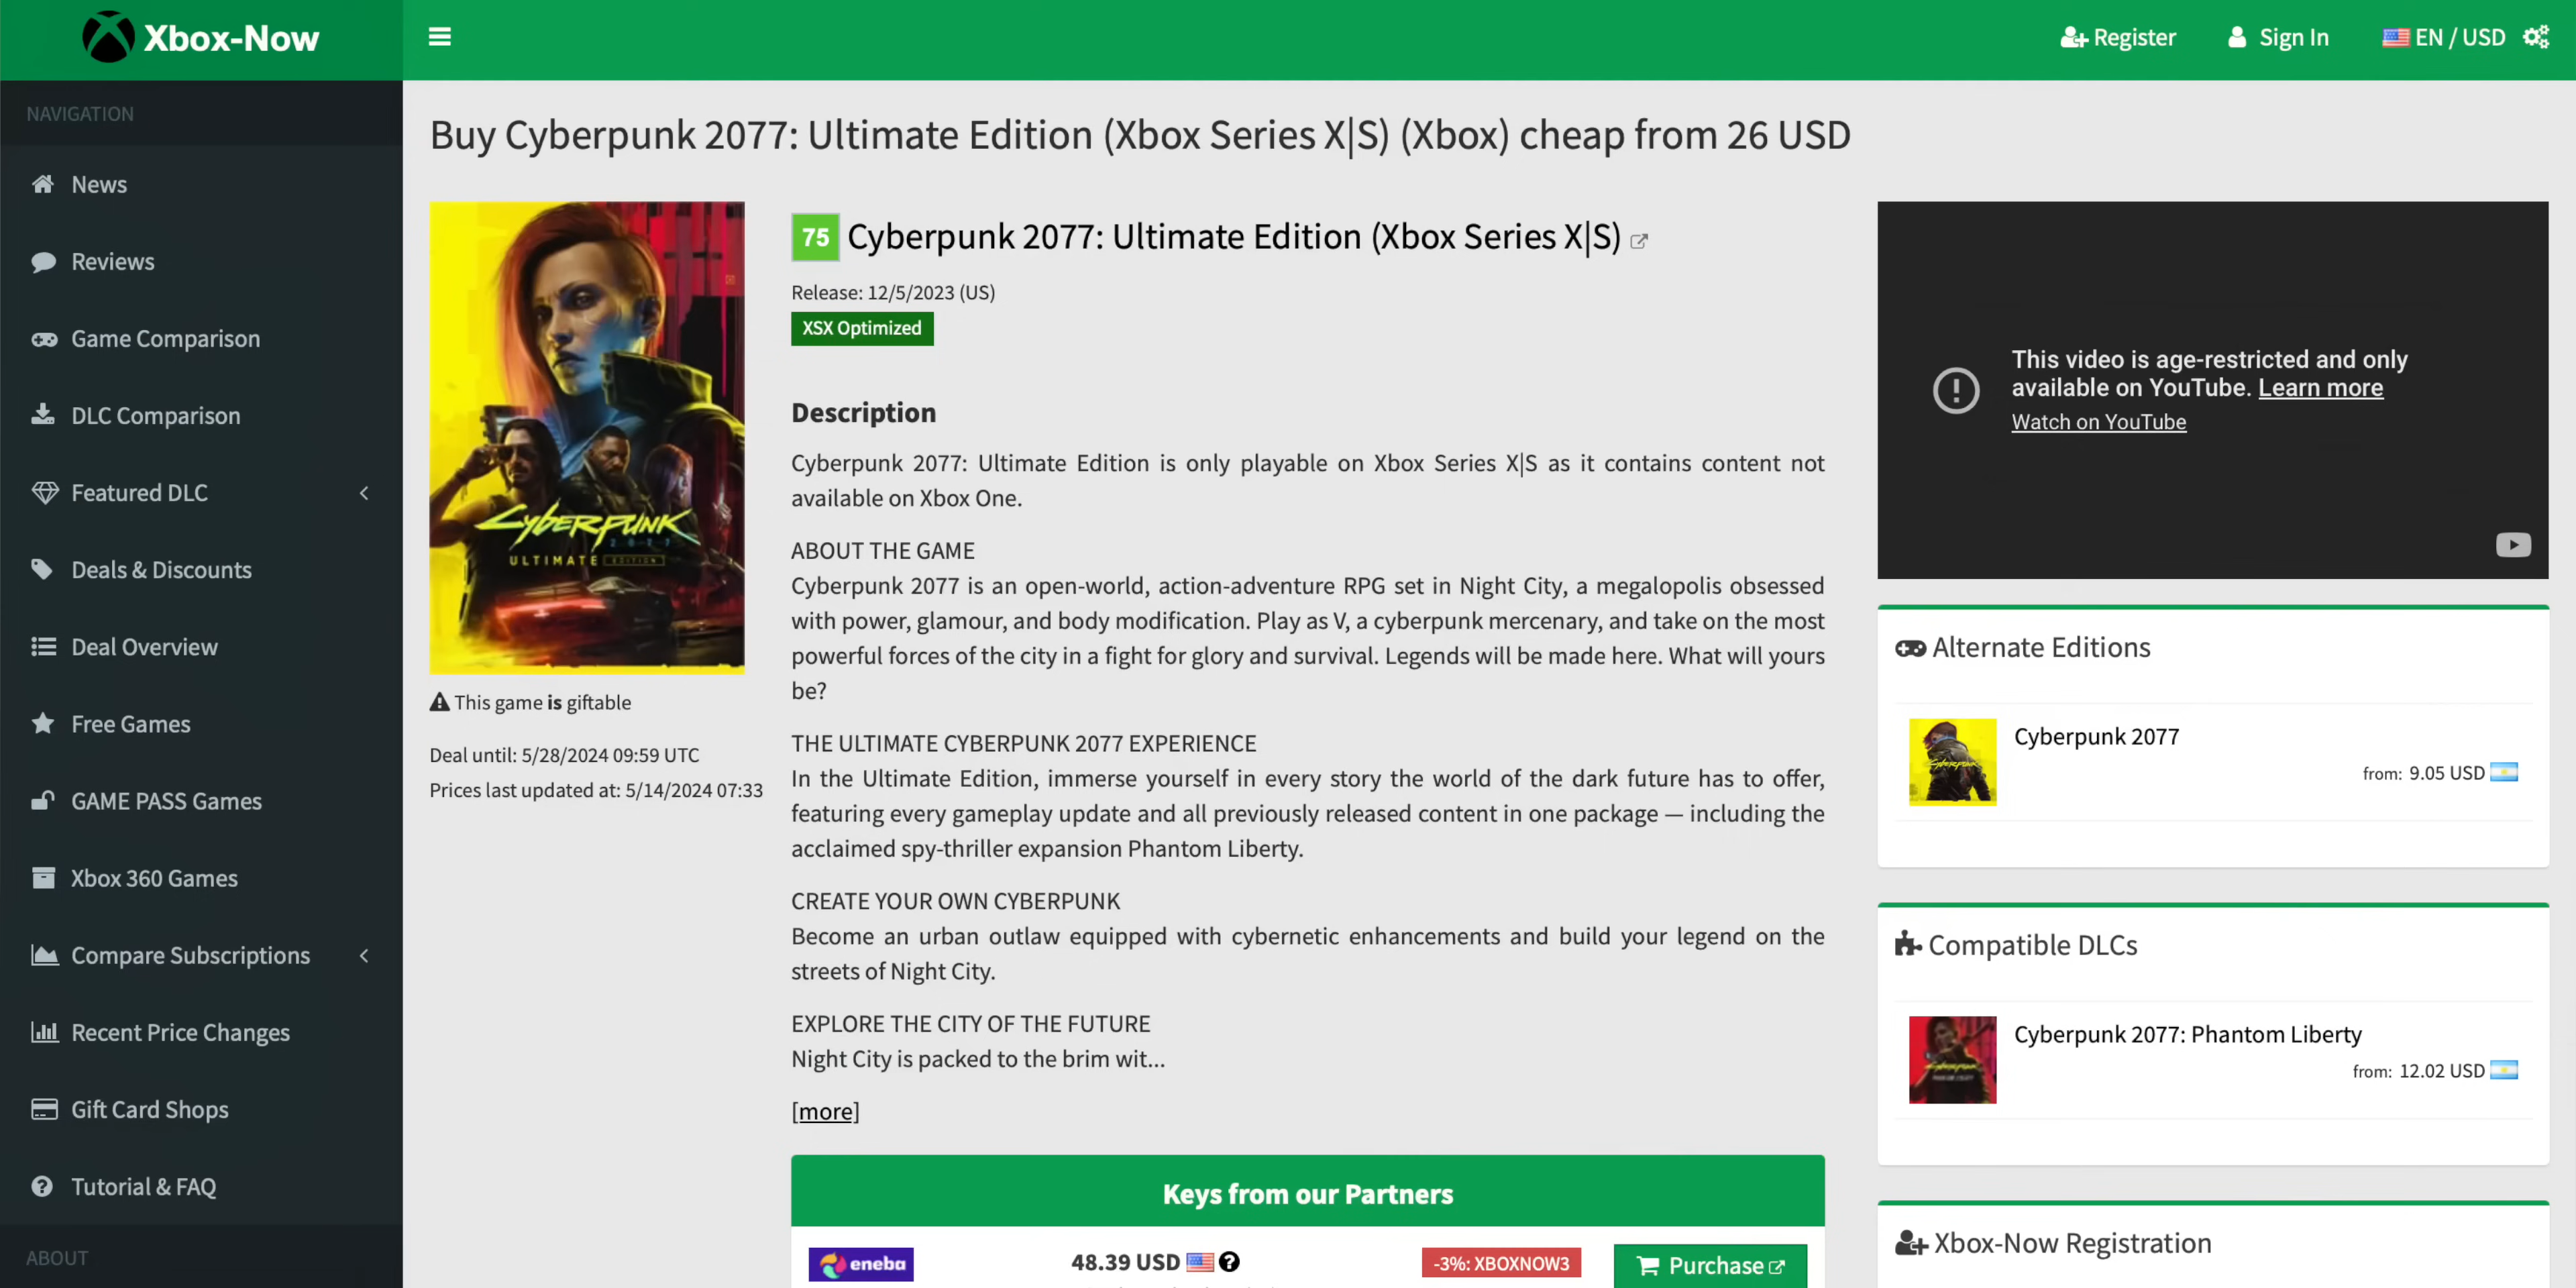 Xbox-Now
Register
Sign In
EN / USD
NAVIGATION
News
Reviews
Game Comparison
DLC Comparison
Featured DLC
Deals & Discounts
Deal Overview
Free Games
GAME PASS Games
Xbox 360 Games
Compare Subscriptions
Recent Price Changes
Gift Card Shops
Tutorial & FAQ
ABOUT
Buy Cyberpunk 2077: Ultimate Edition (Xbox Series X|S) (Xbox) cheap from 26 USD
CYBERPUNK
2077
ULTIMATE EDITION
This game is giftable
Deal until: 5/28/2024 09:59 UTC
Prices last updated at: 5/14/2024 07:33
75 Cyberpunk 2077: Ultimate Edition (Xbox Series X|S)
Release: 12/5/2023 (US)
XSX Optimized
Description
Cyberpunk 2077: Ultimate Edition is only playable on Xbox Series X|S as it contains content not
available on Xbox One.
ABOUT THE GAME
Cyberpunk 2077 is an open-world, action-adventure RPG set in Night City, a megalopolis obsessed
with power, glamour, and body modification. Play as V, a cyberpunk mercenary, and take on the most
powerful forces of the city in a fight for glory and survival. Legends will be made here. What will yours
be?
THE ULTIMATE CYBERPUNK 2077 EXPERIENCE
In the Ultimate Edition, immerse yourself in every story the world of the dark future has to offer,
featuring every gameplay update and all previously released content in one package — including the
acclaimed spy-thriller expansion Phantom Liberty.
CREATE YOUR OWN CYBERPUNK
Become an urban outlaw equipped with cybernetic enhancements and build your legend on the
streets of Night City.
EXPLORE THE CITY OF THE FUTURE
Night City is packed to the brim wit...
[more]
Keys from our Partners
eneba
48.39 USD
-3%: XBOXNOW3
Purchase
This video is age-restricted and only
available on YouTube. Learn more
Watch on YouTube
Alternate Editions
Cyberpunk
Cyberpunk 2077
from: 9.05 USD
Compatible DLCs
Cyberpunk
Cyberpunk 2077: Phantom Liberty
from: 12.02 USD
Xbox-Now Registration